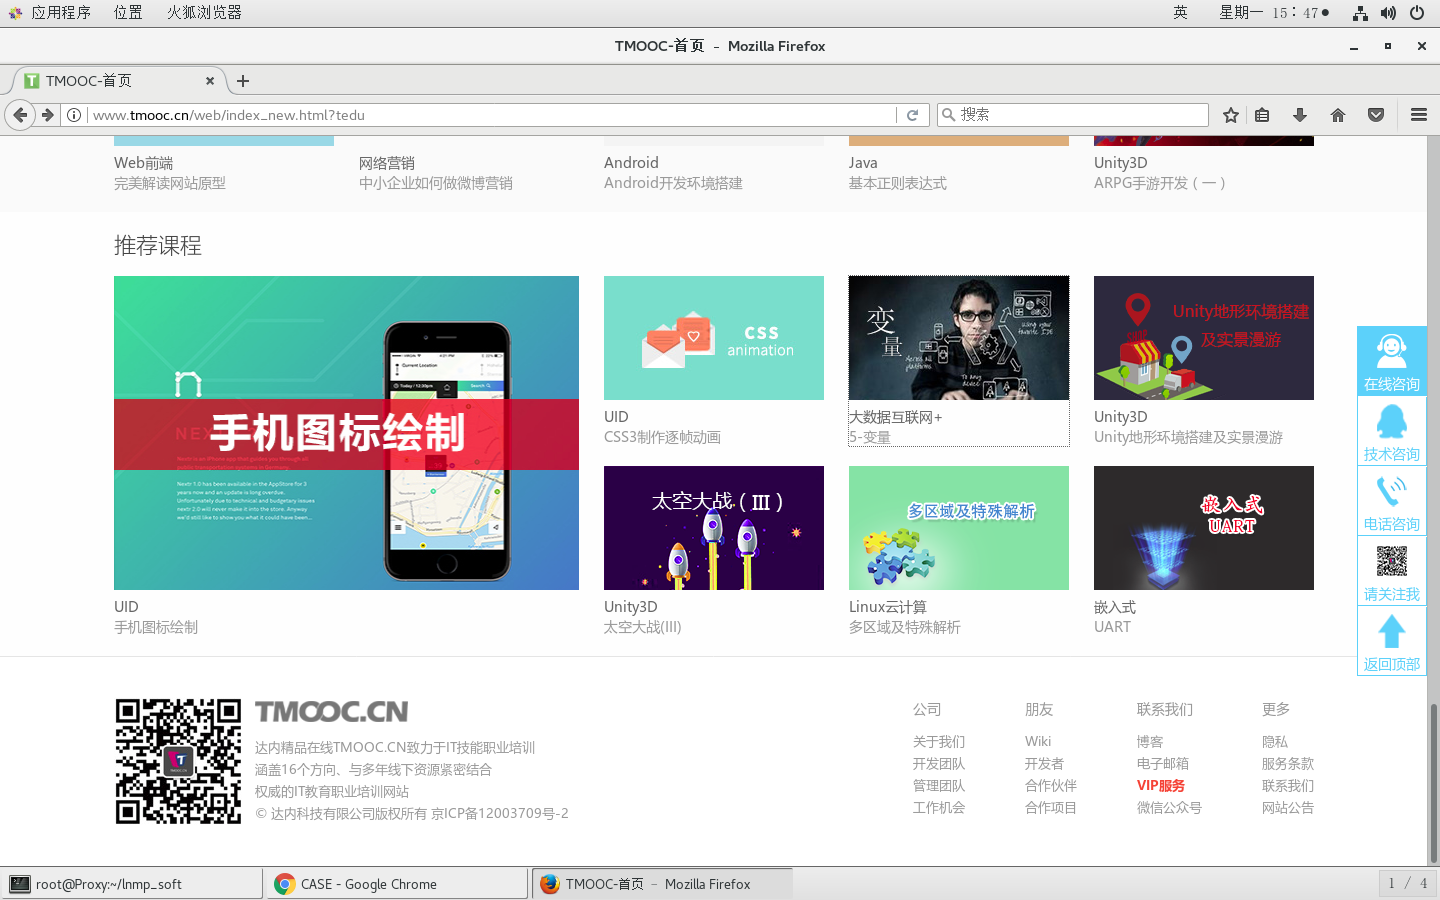 应用程序 位置 火狐浏览器 英 星期一 15：47●
TMOOC-首页 - Mozilla Firefox
TMOOC-首页
www.tmooc.cn/web/index_new.html?tedu 搜索
Web前端 网络营销 Android Java Unity3D
完美解读网站原型 中小企业如何做微博营销 Android开发环境搭建 基本正则表达式 ARPG手游开发（一）
推荐课程
手机图标绘制
CSS
animation
变量
Unity地形环境搭建
及实景漫游
UID 大数据互联网+ Unity3D
CSS3制作逐帧动画 5-变量 Unity地形环境搭建及实景漫游
太空大战（III）
多区域及特殊解析
嵌入式
UART
UID Unity3D Linux云计算 嵌入式
手机图标绘制 太空大战(III) 多区域及特殊解析 UART
在线咨询
技术咨询
电话咨询
请关注我
返回顶部
TMOOC.CN
达内精品在线TMOOC.CN致力于IT技能职业培训
涵盖16个方向、与多年线下资源紧密结合
权威的IT教育职业培训网站
© 达内科技有限公司版权所有 京ICP备12003709号-2
公司 朋友 联系我们 更多
关于我们 Wiki 博客 隐私
开发团队 开发者 电子邮箱 服务条款
管理团队 合作伙伴 VIP服务 联系我们
工作机会 合作项目 微信公众号 网站公告
root@Proxy:~/lnmp_soft CASE - Google Chrome TMOOC-首页 - Mozilla Firefox 1 / 4